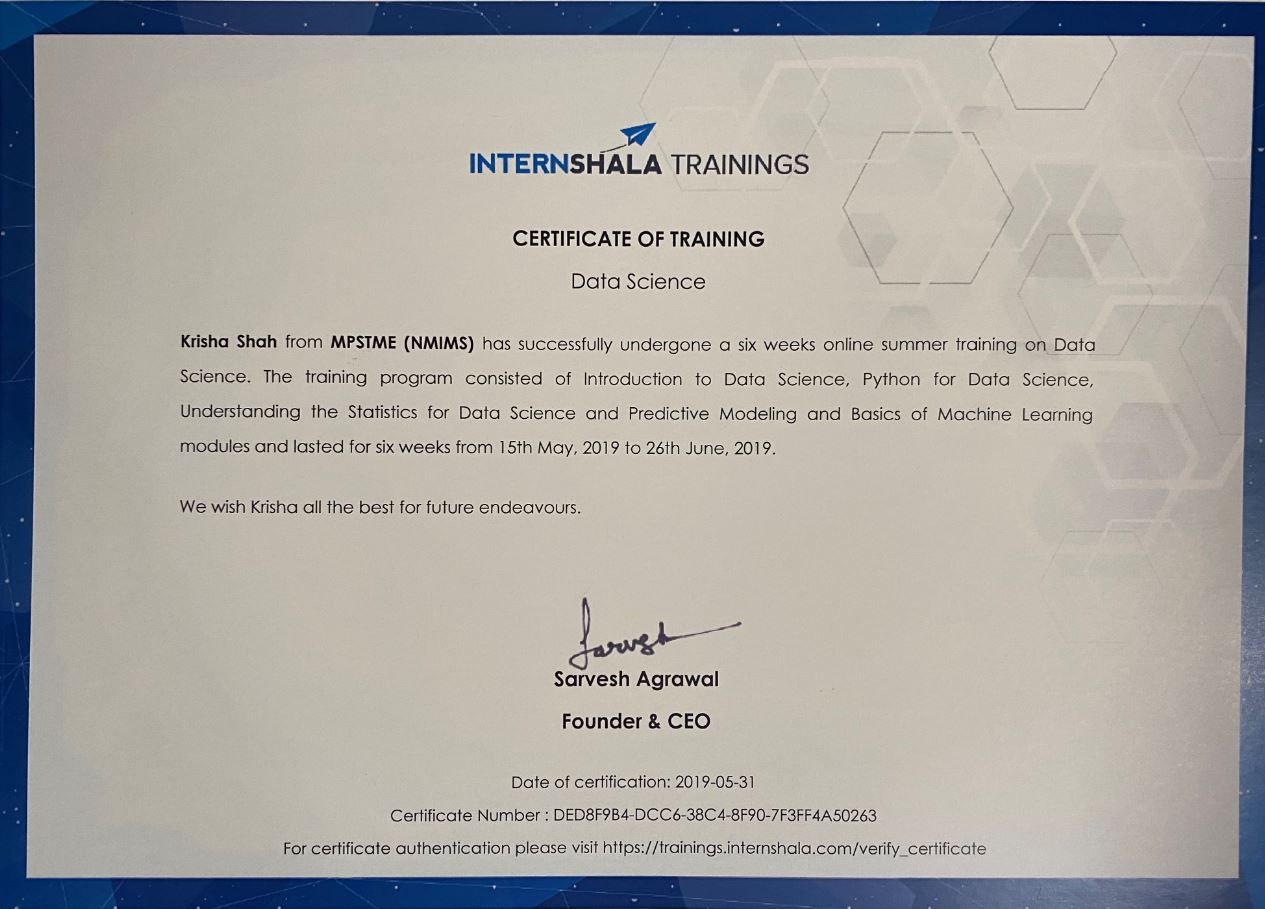 INTERNSHALA TRAININGS
CERTIFICATE OF TRAINING
Data Science
Krisha Shah from MPSTME (NMIMS) has successfully undergone a six weeks online summer training on Data
Science. The training program consisted of Introduction to Data Science, Python for Data Science,
Understanding the Statistics for Data Science and Predictive Modeling and Basics of Machine Learning
modules and lasted for six weeks from 15th May, 2019 to 26th June, 2019.
We wish Krisha all the best for future endeavours.
Sarvesh
Sarvesh Agrawal
Founder & CEO
Date of certification: 2019-05-31
Certificate Number : DED8F9B4-DCC6-38C4-8F90-7F3FF4A50263
For certificate authentication please visit https://trainings.internshala.com/verify_certificate